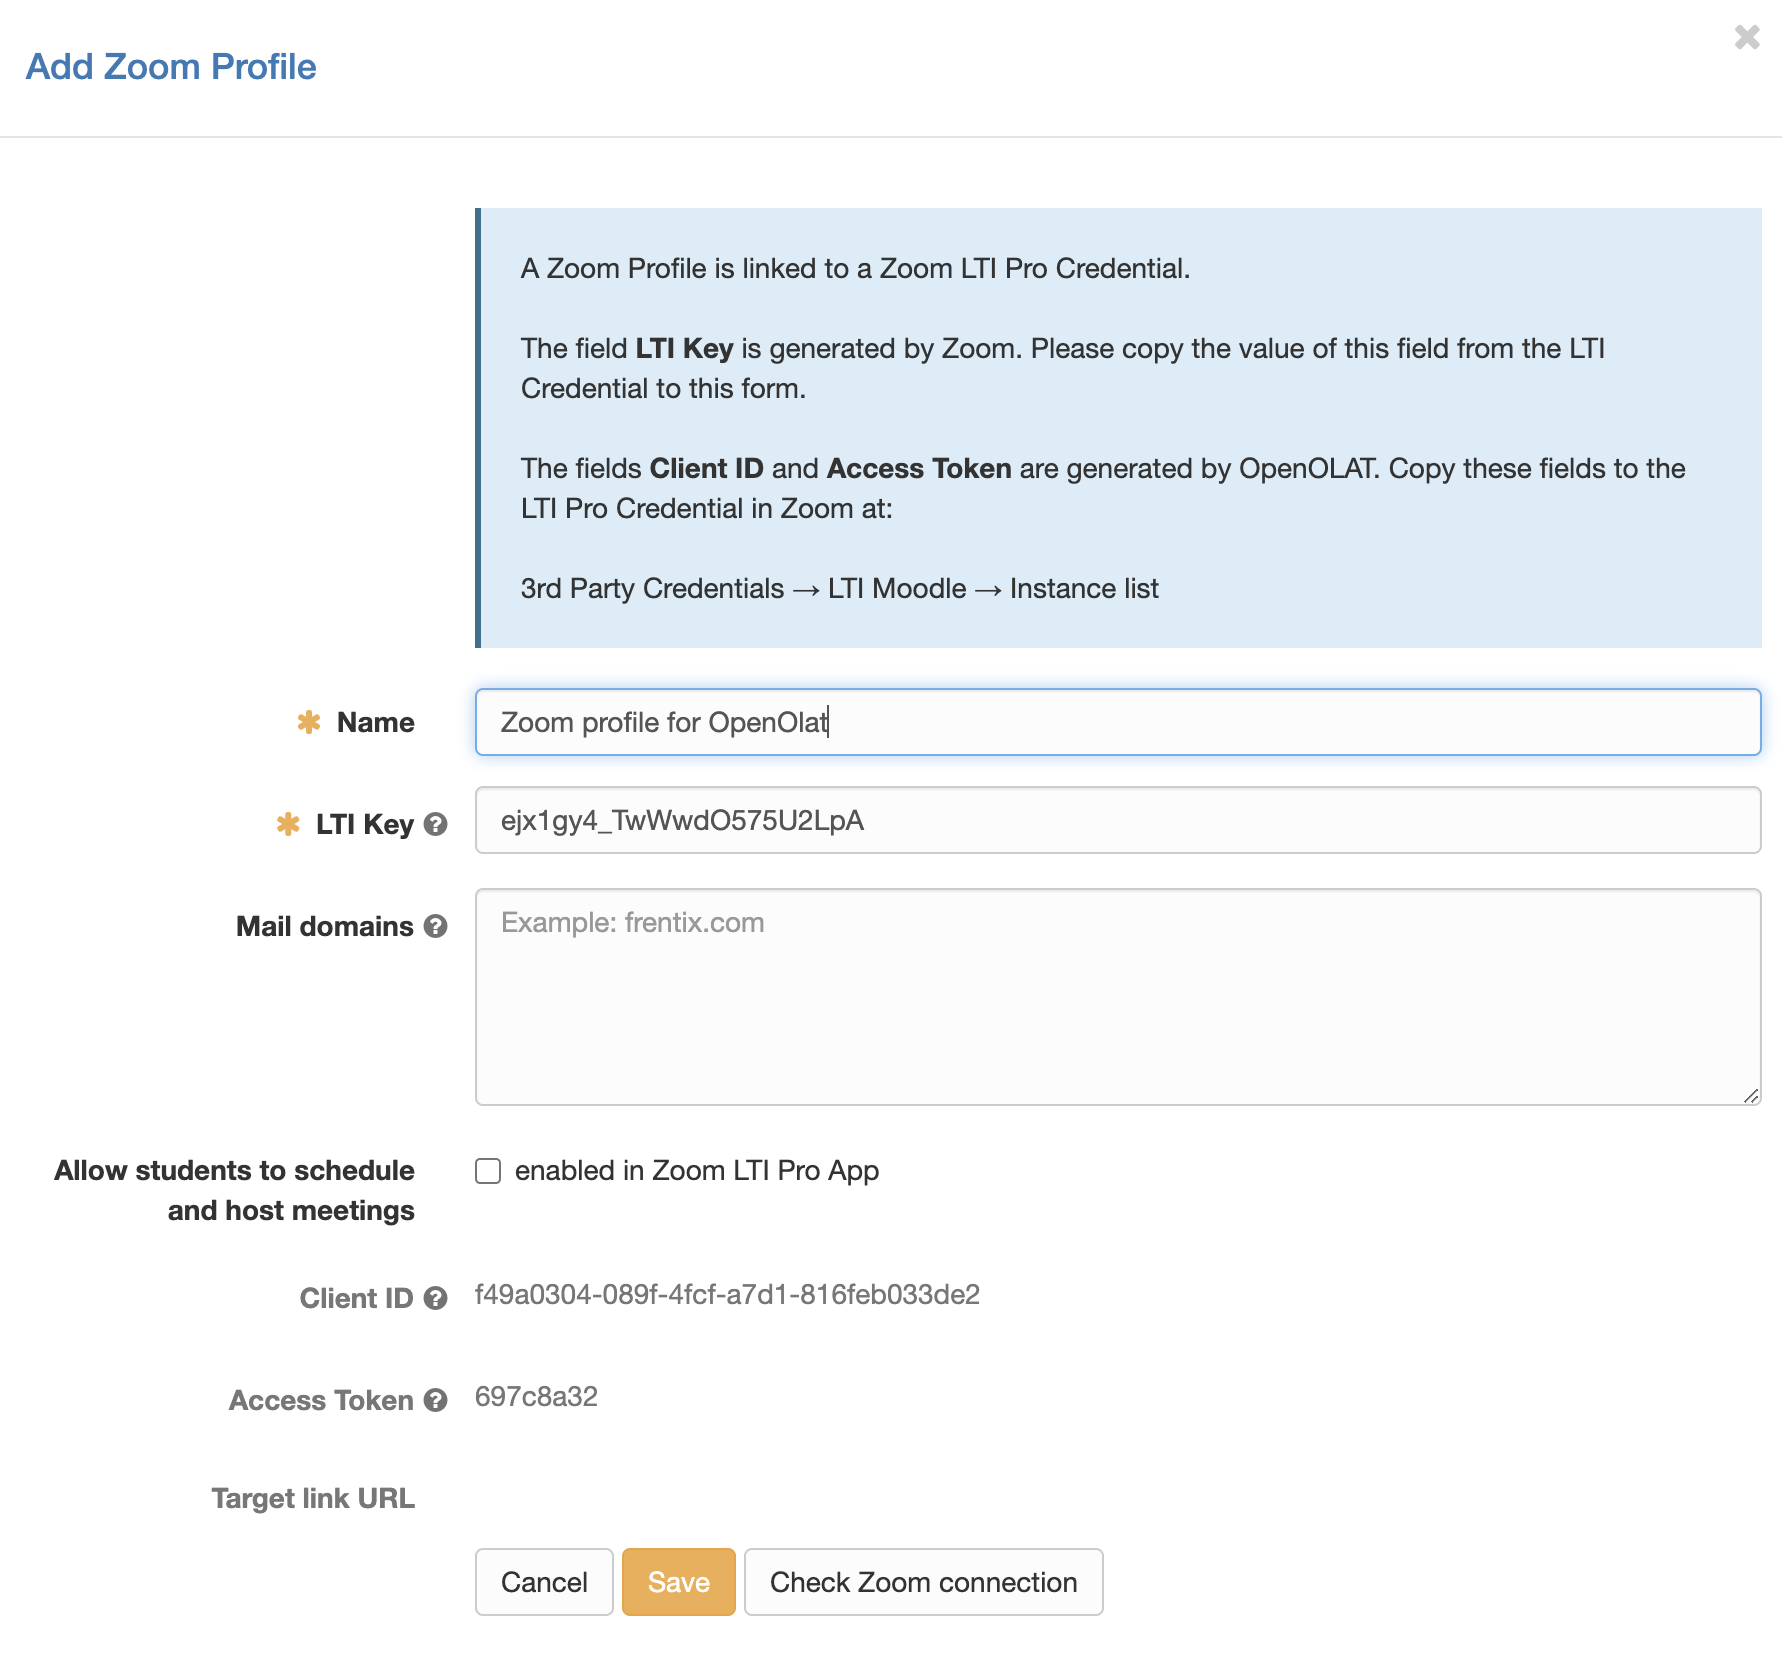 Add Zoom Profile
A Zoom Profile is linked to a Zoom LTI Pro Credential.
The field LTI Key is generated by Zoom. Please copy the value of this field from the LTI
Credential to this form.
The fields Client ID and Access Token are generated by OpenOLAT. Copy these fields to the
LTI Pro Credential in Zoom at:
3rd Party Credentials → LTI Moodle → Instance list
Name
Zoom profile for OpenOlat
LTI Key
ejx1gy4_TwWwdO575U2LpA
Mail domains
Example: frentix.com
Allow students to schedule
and host meetings
enabled in Zoom LTI Pro App
Client ID
f49a0304-089f-4fcf-a7d1-816feb033de2
Access Token
697c8a32
Target link URL
Cancel
Save
Check Zoom connection